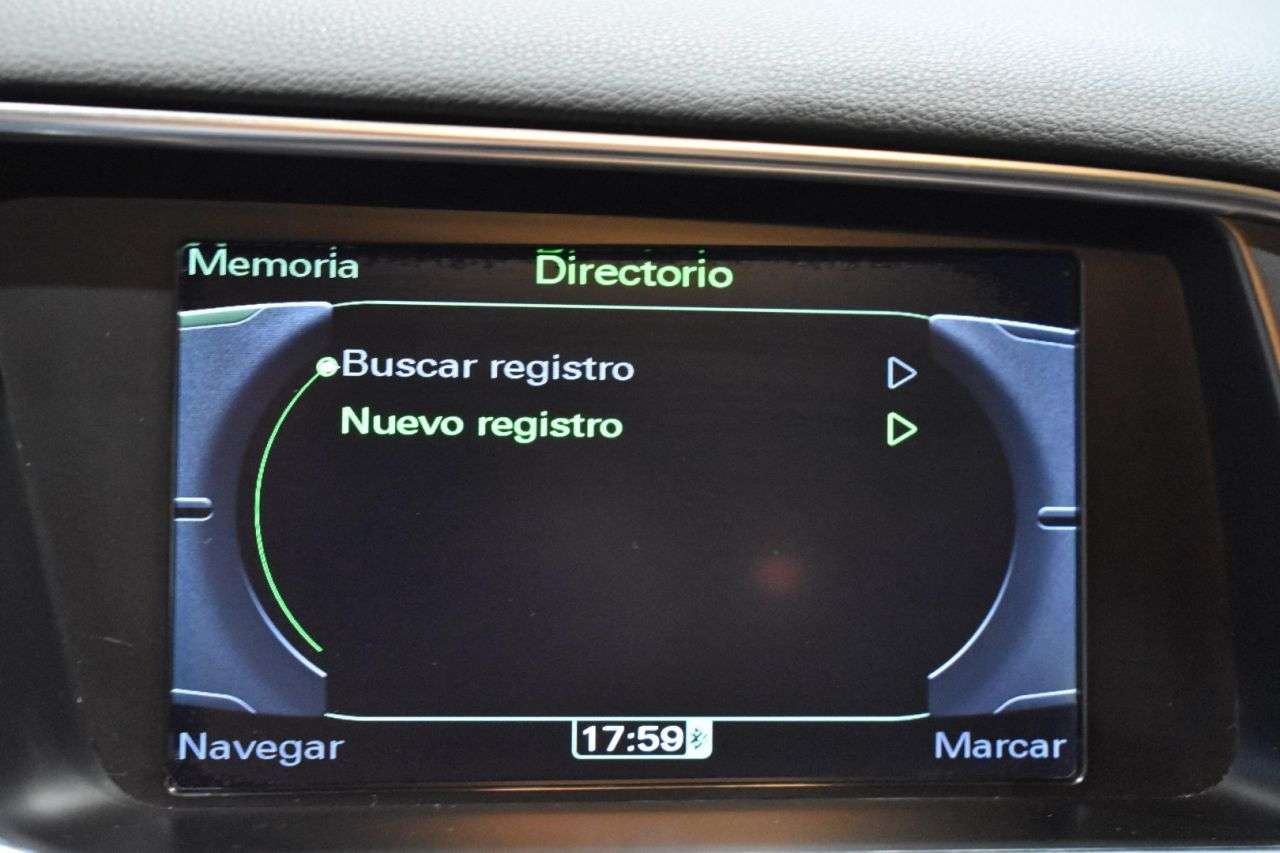 Memoria
Directorio
Buscar registro
Nuevo registro
Navegar
17:59
Marcar